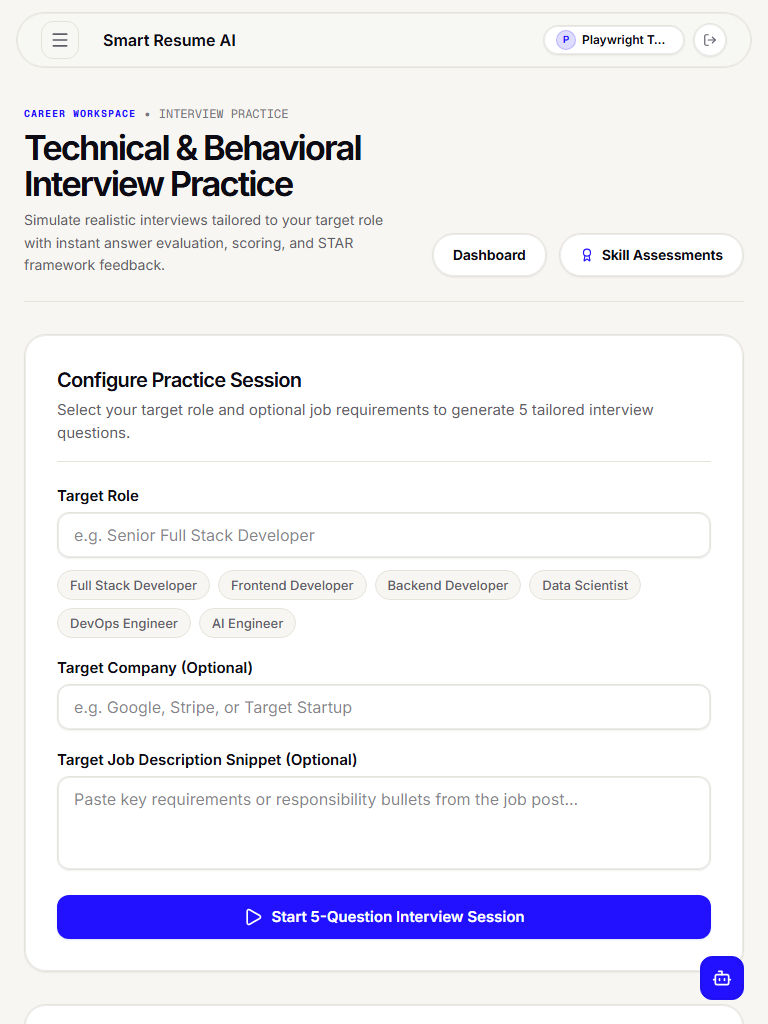 Smart Resume AI
P Playwright T...
CAREER WORKSPACE • INTERVIEW PRACTICE
Technical & Behavioral
Interview Practice
Simulate realistic interviews tailored to your target role
with instant answer evaluation, scoring, and STAR
framework feedback.
Dashboard
Skill Assessments
Configure Practice Session
Select your target role and optional job requirements to generate 5 tailored interview
questions.
Target Role
e.g. Senior Full Stack Developer
Full Stack Developer Frontend Developer Backend Developer Data Scientist
DevOps Engineer AI Engineer
Target Company (Optional)
e.g. Google, Stripe, or Target Startup
Target Job Description Snippet (Optional)
Paste key requirements or responsibility bullets from the job post...
Start 5-Question Interview Session